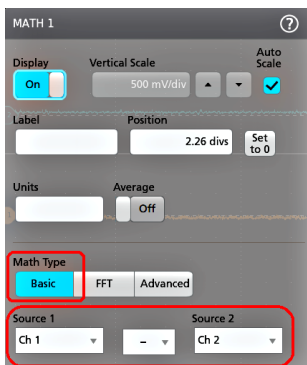 MATH 1 ?
Auto
Display Vertical Scale Scale
On 500 mV/div
Label Position
2.26 divs Set
to 0
Units Average
Off
Math Type
Basic FFT Advanced
Source 1 Source 2
Ch 1 – Ch 2